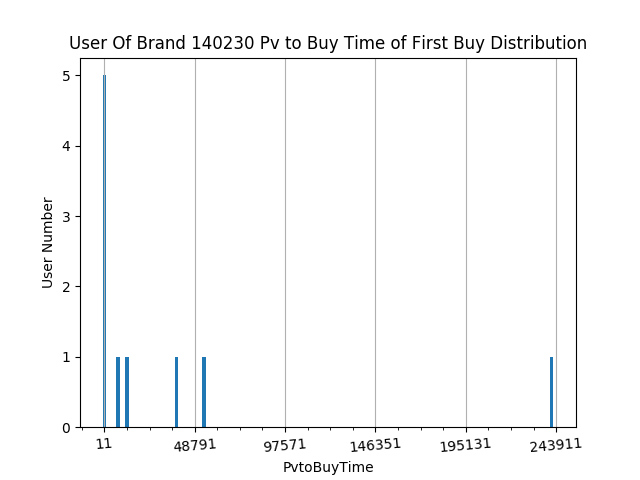 User Of Brand 140230 Pv to Buy Time of First Buy Distribution
5
4
3
2
1
0
User Number
11 48791 97571 146351 195131 243911
PvtoBuyTime